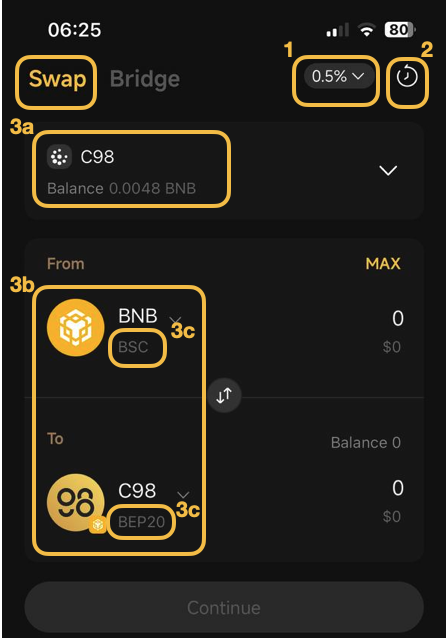 06:25
80
1
2
Swap Bridge
0.5%
3a
C98
Balance 0.0048 BNB
3b
From
MAX
BNB
0
3c
BSC
$0
To
Balance 0
98
C98
0
3c
BEP20
$0
Continue